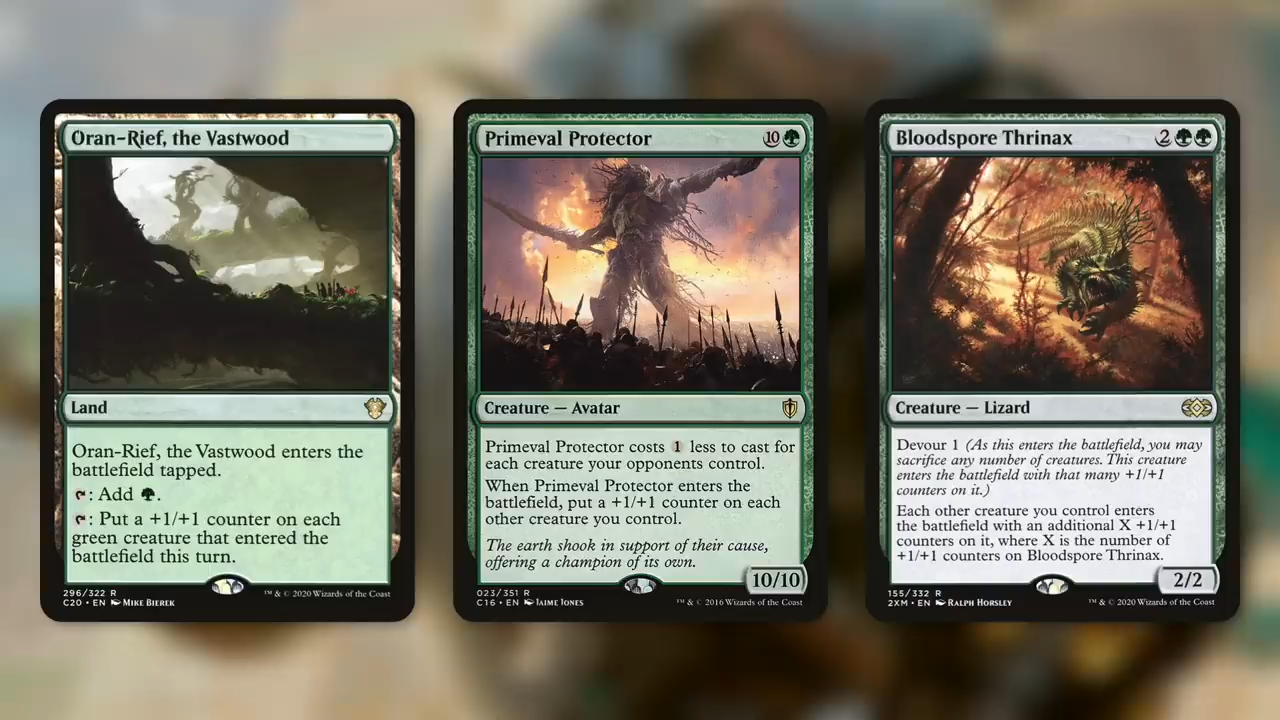 Oran-Rief, the Vastwood
Land
Oran-Rief, the Vastwood enters the
battlefield tapped.
: Add .
: Put a +1/+1 counter on each
green creature that entered the
battlefield this turn.
296/322 R
C20 • EN MIKE BIEREK
™ & © 2020 Wizards of the Coast
Primeval Protector 10
Creature — Avatar
Primeval Protector costs 1 less to cast for
each creature your opponents control.
When Primeval Protector enters the
battlefield, put a +1/+1 counter on each
other creature you control.
The earth shook in support of their cause,
offering a champion of its own.
10/10
023/351 R
C16 • EN JAIME JONES
™ & © 2016 Wizards of the Coast
Bloodspore Thrinax 2
Creature — Lizard
Devour 1 (As this enters the battlefield, you may
sacrifice any number of creatures. This creature
enters the battlefield with that many +1/+1
counters on it.)
Each other creature you control enters
the battlefield with an additional X +1/+1
counters on it, where X is the number of
+1/+1 counters on Bloodspore Thrinax.
2/2
155/332 R
2XM • EN RALPH HORSLEY
™ & © 2020 Wizards of the Coast